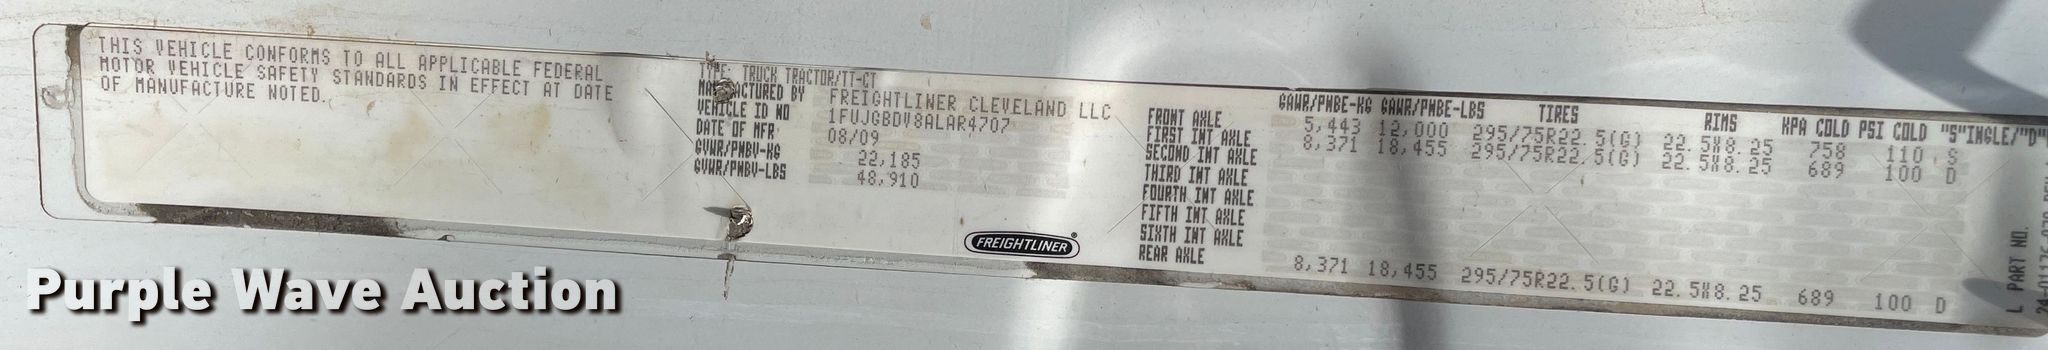 THIS VEHICLE CONFORMS TO ALL APPLICABLE FEDERAL
MOTOR VEHICLE SAFETY STANDARDS IN EFFECT AT DATE
OF MANUFACTURE NOTED.
TYPE: TRUCK TRACTOR/TT-CT
MANUFACTURED BY FREIGHTLINER CLEVELAND LLC
VEHICLE ID NO 1FUJGBDV8ALAR4707
DATE OF MFR 08/09
GVWR/PNBV-KG 22,185
GVWR/PNBV-LBS 48,910
FREIGHTLINER®
GAWR/PNBE-KG GAWR/PNBE-LBS TIRES RIMS KPA COLD PSI COLD "S"INGLE/"D"
FRONT AXLE 5,443 12,000 295/75R22.5(G) 22.5X8.25 758 110 S
FIRST INT AXLE 8,371 18,455 295/75R22.5(G) 22.5X8.25 689 100 D
SECOND INT AXLE
THIRD INT AXLE
FOURTH INT AXLE
FIFTH INT AXLE
SIXTH INT AXLE
REAR AXLE 8,371 18,455 295/75R22.5(G) 22.5X8.25 689 100 D
L PART NO.
Purple Wave Auction